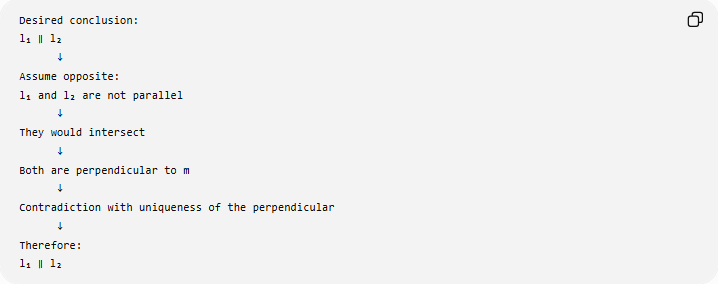 Desired conclusion:
l₁ ∥ l₂
↓
Assume opposite:
l₁ and l₂ are not parallel
↓
They would intersect
↓
Both are perpendicular to m
↓
Contradiction with uniqueness of the perpendicular
↓
Therefore:
l₁ ∥ l₂